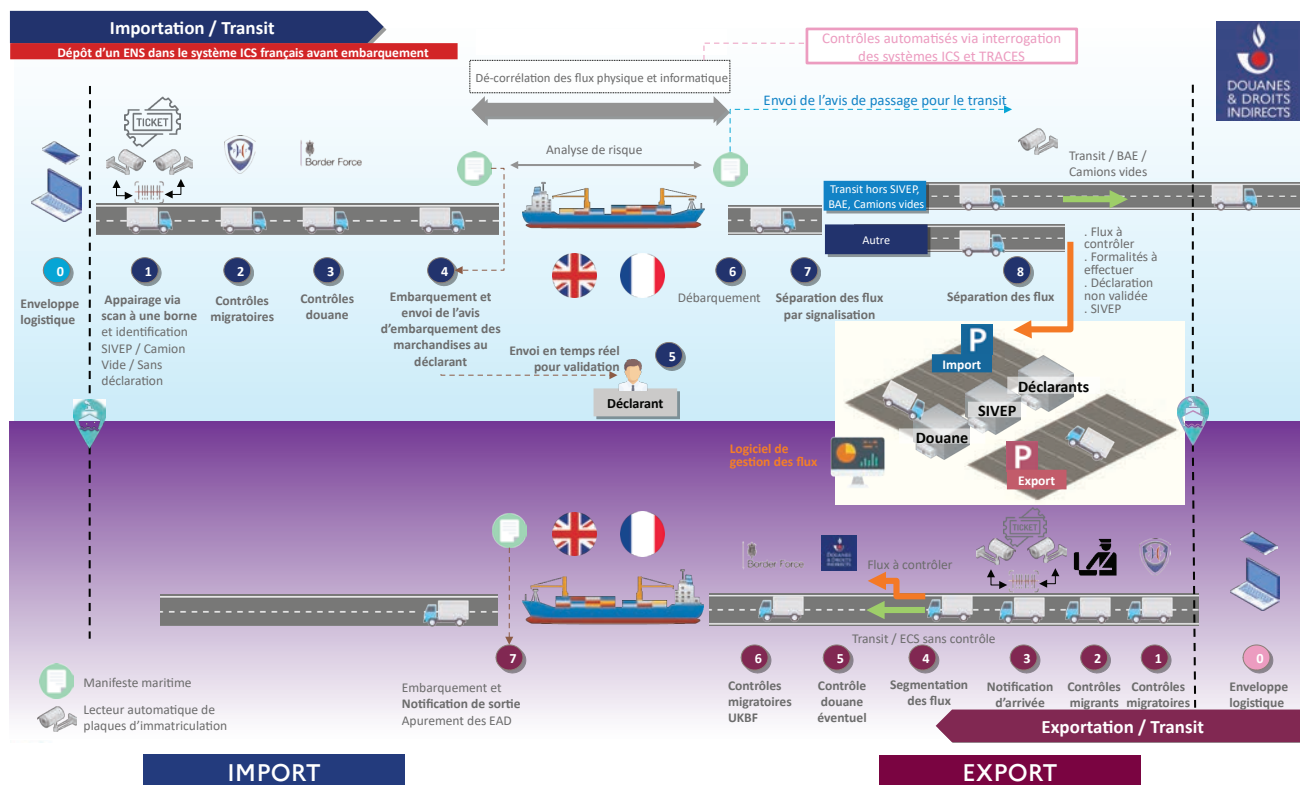 Importation / Transit
Dépôt d'un ENS dans le système ICS français avant embarquement
Contrôles automatisés via interrogation
des systèmes ICS et TRACES
Dé-corrélation des flux physique et informatique
Envoi de l'avis de passage pour le transit
DOUANES
& DROITS
INDIRECTS
TICKET
Border Force
Analyse de risque
Transit / BAE /
Camions vides
Transit hors SIVEP,
BAE, Camions vides
Autre
. Flux à
contrôler
. Formalités à
effectuer
. Déclaration
non validée
. SIVEP
0
Enveloppe
logistique
1
Appairage via
scan à une borne
et identification
SIVEP / Camion
Vide / Sans
déclaration
2
Contrôles
migratoires
3
Contrôles
douane
4
Embarquement et
envoi de l'avis
d'embarquement des
marchandises au
déclarant
Envoi en temps réel
pour validation
5
Déclarant
6
Débarquement
7
Séparation des flux
par signalisation
8
Séparation des flux
P
Import
Déclarants
SIVEP
Douane
P
Export
Logiciel de
gestion des flux
Border Force
DOUANES
& DROITS
INDIRECTS
Flux à contrôler
TICKET
Transit / ECS sans contrôle
7
Embarquement et
Notification de sortie
Apurement des EAD
6
Contrôles
migratoires
UKBF
5
Contrôle
douane
éventuel
4
Segmentation
des flux
3
Notification
d'arrivée
2
Contrôles
migrants
1
Contrôles
migratoires
0
Enveloppe
logistique
Manifeste maritime
Lecteur automatique de
plaques d'immatriculation
Exportation / Transit
IMPORT
EXPORT